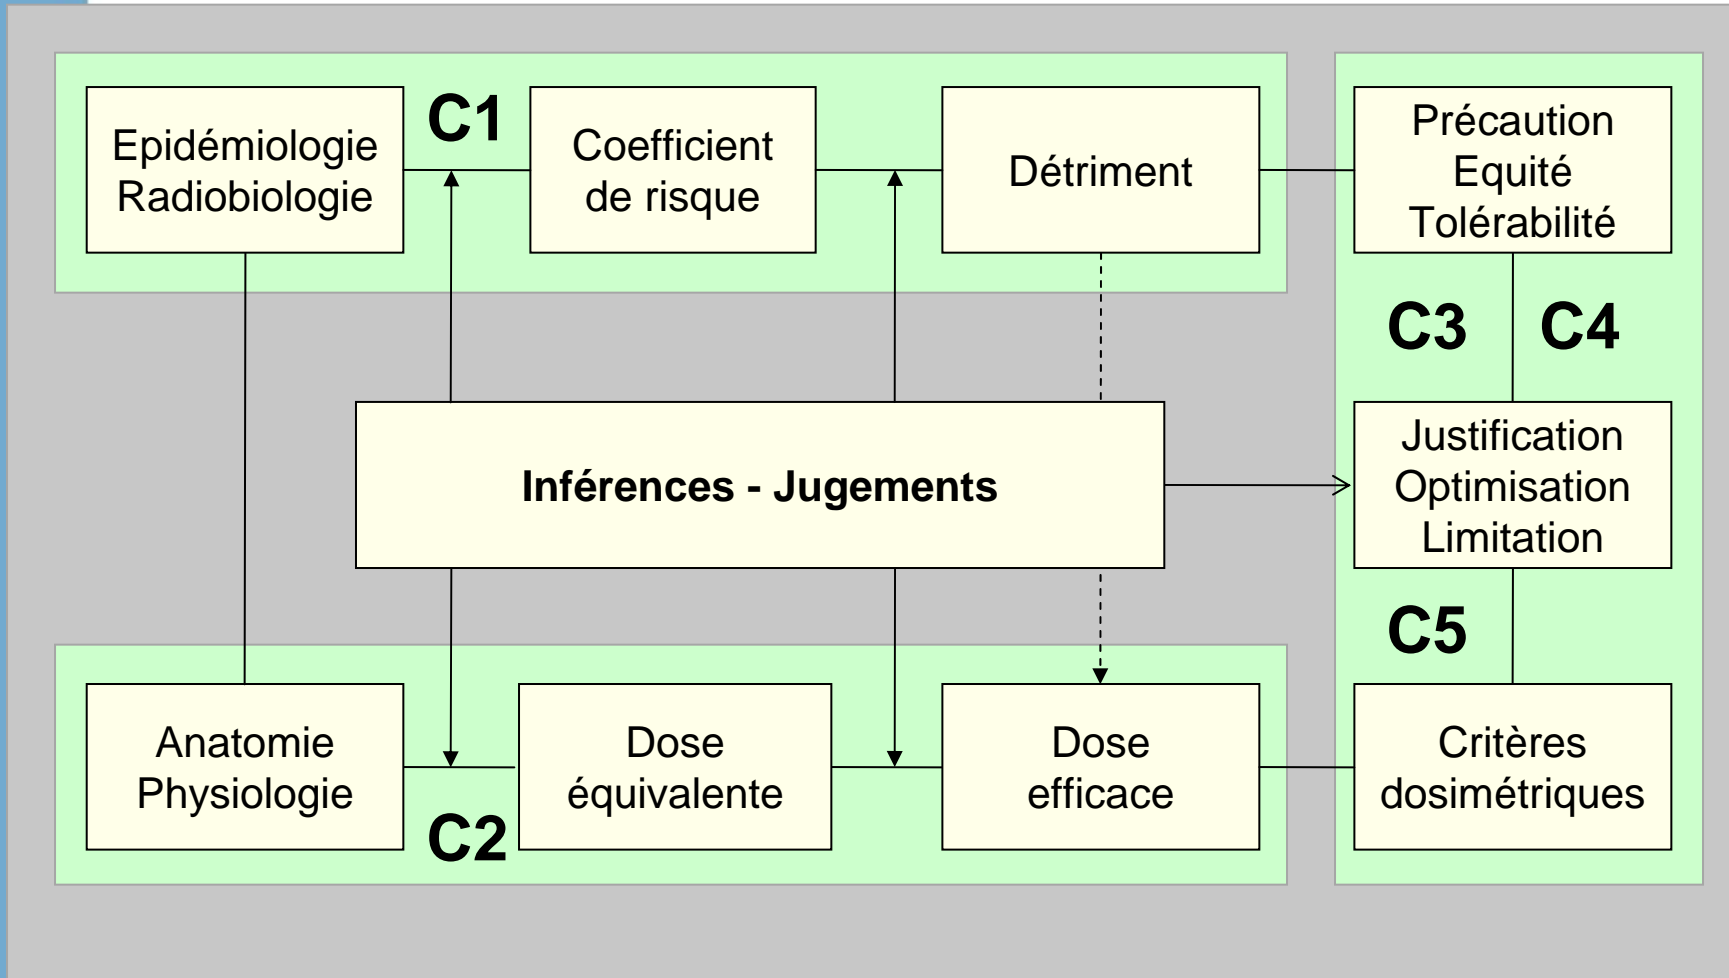 Epidémiologie
Radiobiologie
C1
Coefficient
de risque
Détriment
Précaution
Equité
Tolérabilité
C3
C4
Inférences - Jugements
Justification
Optimisation
Limitation
C5
Anatomie
Physiologie
C2
Dose
équivalente
Dose
efficace
Critères
dosimétriques